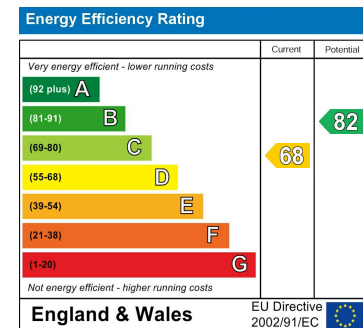 Energy Efficiency Rating
Current Potential
Very energy efficient - lower running costs
(92 plus) A
(81-91) B
(69-80) C
(55-68) D
(39-54) E
(21-38) F
(1-20) G
68
82
Not energy efficient - higher running costs
England & Wales
EU Directive
2002/91/EC